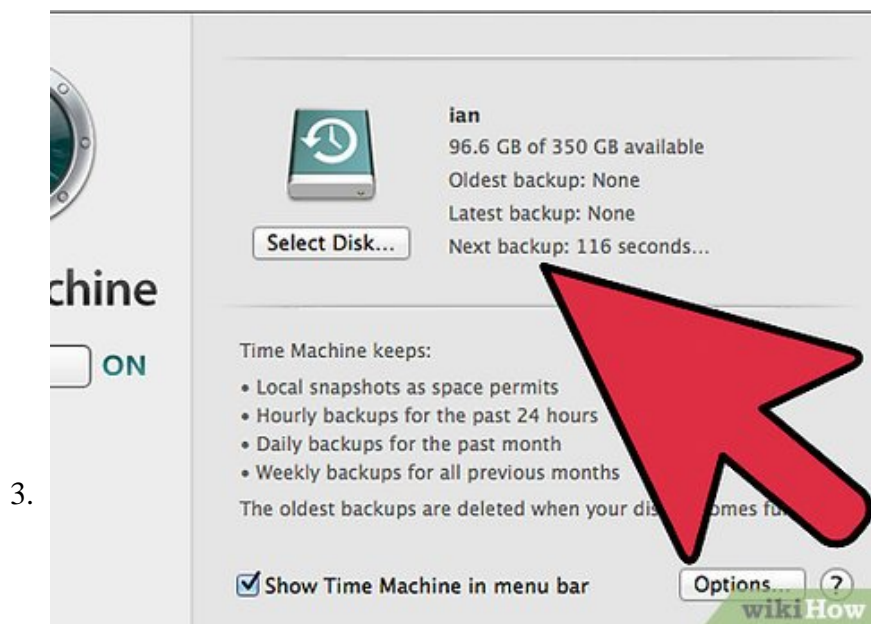 ian
96.6 GB of 350 GB available
Oldest backup: None
Latest backup: None
Select Disk...
Next backup: 116 seconds...
chine
ON
Time Machine keeps:
• Local snapshots as space permits
• Hourly backups for the past 24 hours
• Daily backups for the past month
• Weekly backups for all previous months
3.
The oldest backups are deleted when your
Show Time Machine in menu bar
Options...
?
wikiHow